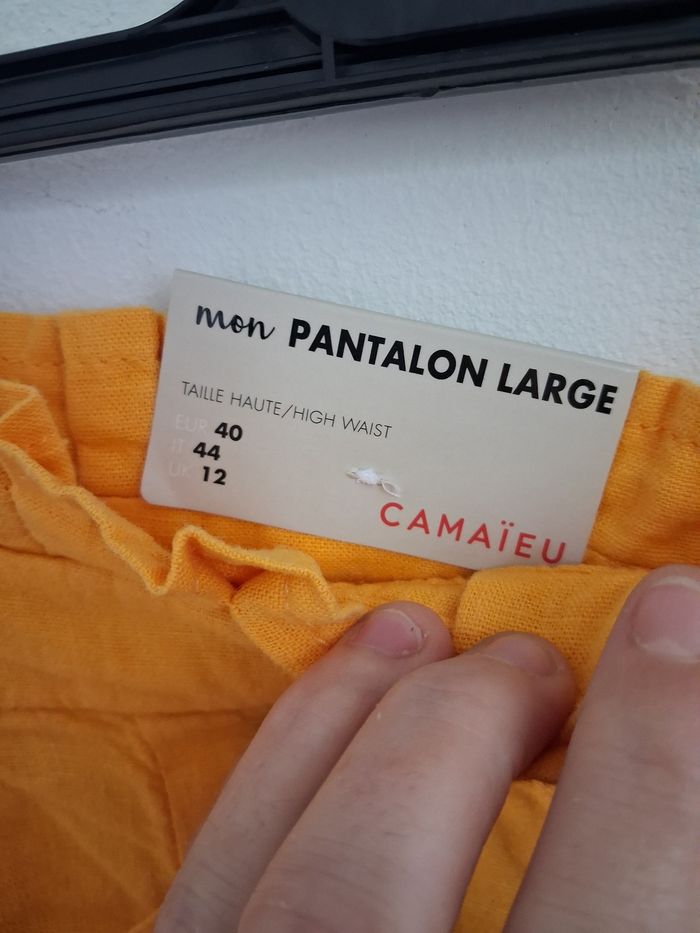 mon PANTALON LARGE
TAILLE HAUTE/HIGH WAIST
EUR 40
IT 44
UK 12
CAMAÏEU